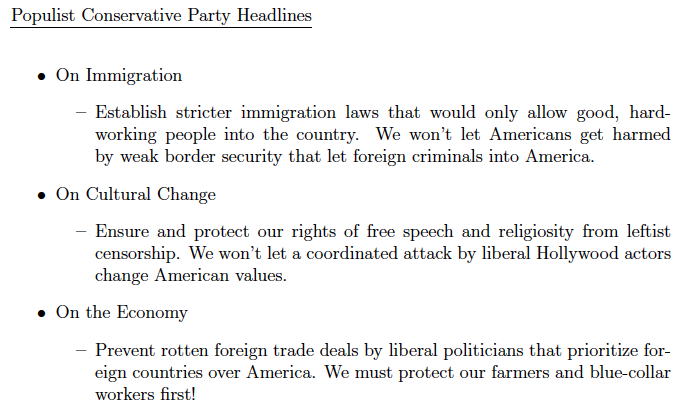 Populist Conservative Party Headlines
• On Immigration
– Establish stricter immigration laws that would only allow good, hard-
working people into the country. We won't let Americans get harmed
by weak border security that let foreign criminals into America.
• On Cultural Change
– Ensure and protect our rights of free speech and religiosity from leftist
censorship. We won't let a coordinated attack by liberal Hollywood actors
change American values.
• On the Economy
– Prevent rotten foreign trade deals by liberal politicians that prioritize for-
eign countries over America. We must protect our farmers and blue-collar
workers first!